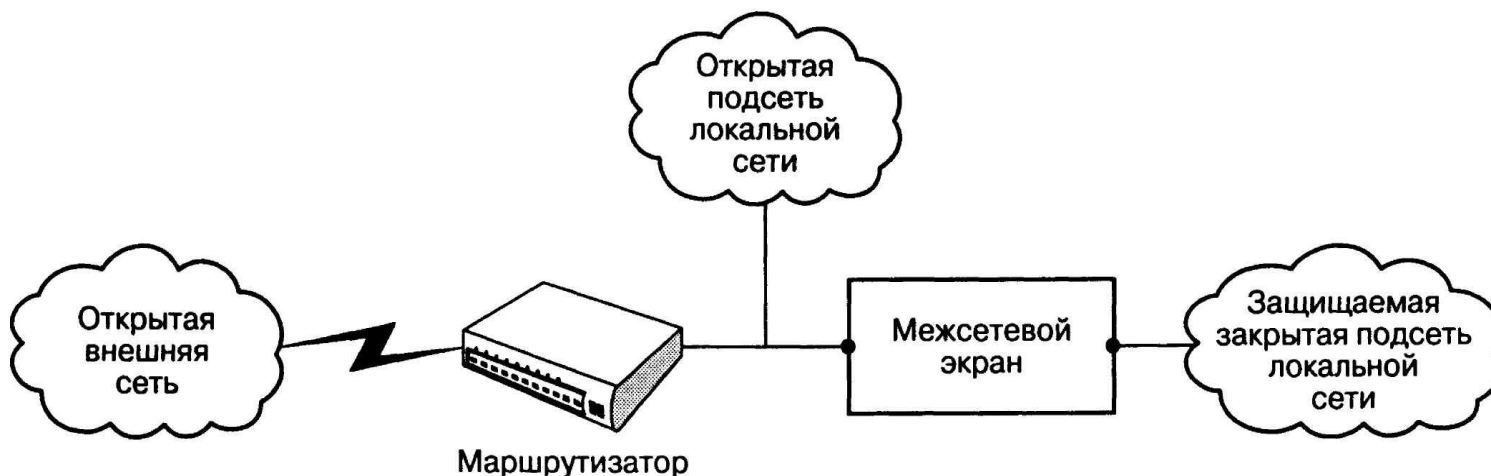 Открытая
подсеть
локальной
сети
Открытая
внешняя
сеть
Маршрутизатор
Межсетевой
экран
Защищаемая
закрытая подсеть
локальной
сети